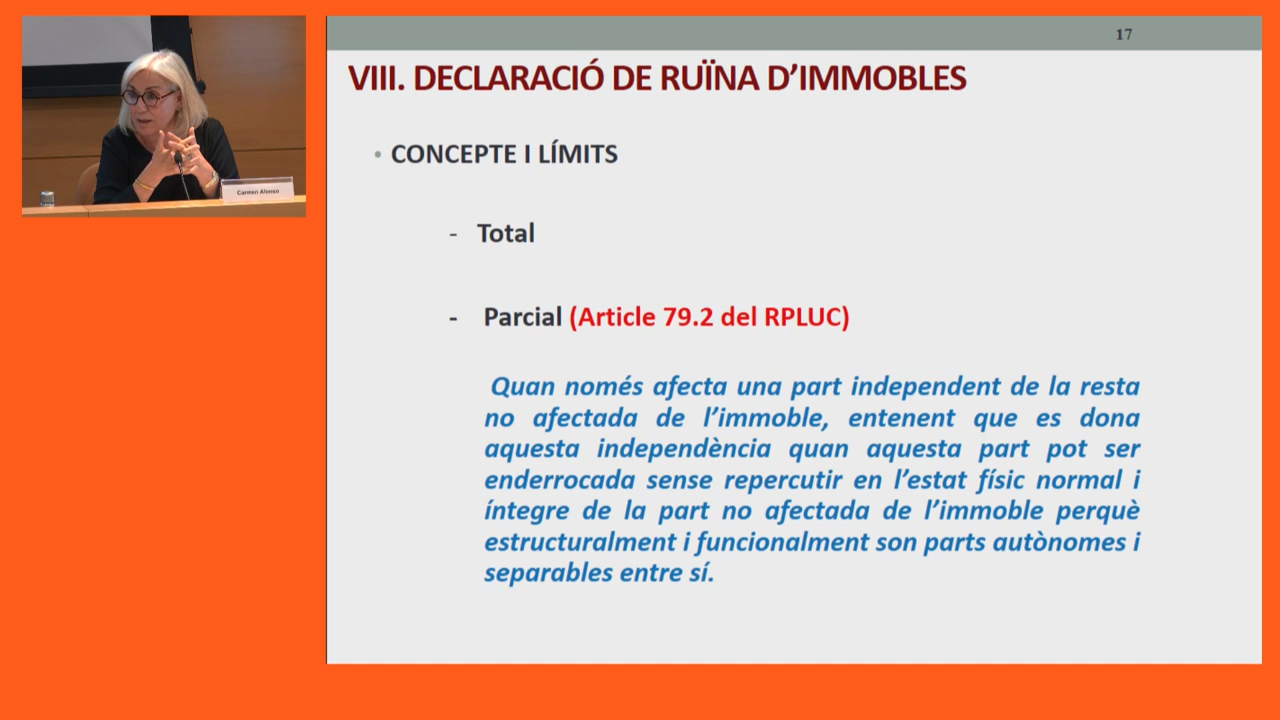 17
VIII. DECLARACIÓ DE RUÏNA D’IMMOBLES
• CONCEPTE I LÍMITS
- Total
- Parcial (Article 79.2 del RPLUC)
Quan només afecta una part independent de la resta
no afectada de l’immoble, entenent que es dona
aquesta independència quan aquesta part pot ser
enderrocada sense repercutir en l’estat físic normal i
íntegre de la part no afectada de l’immoble perquè
estructuralment i funcionalment son parts autònomes i
separables entre sí.
Carmen Alonso